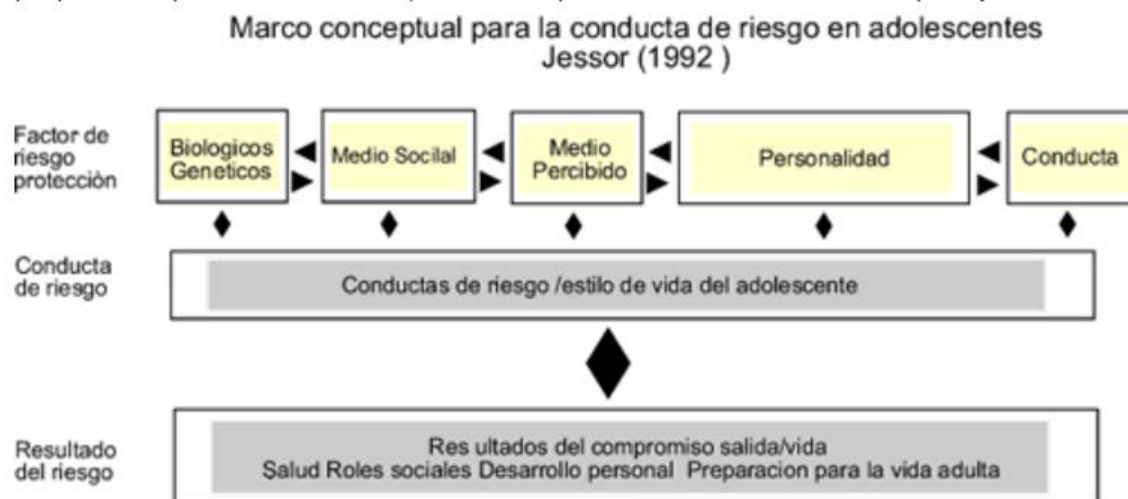 Marco conceptual para la conducta de riesgo en adolescentes
Jessor (1992 )
Factor de
riesgo
protecciòn
Biologicos
Geneticos
Medio Socilal
Medio
Percibido
Personalidad
Conducta
Conducta
de riesgo
Conductas de riesgo /estilo de vida del adolescente
Resultado
del riesgo
Res ultados del compromiso salida/vida
Salud Roles sociales Desarrollo personal Preparacion para la vida adulta